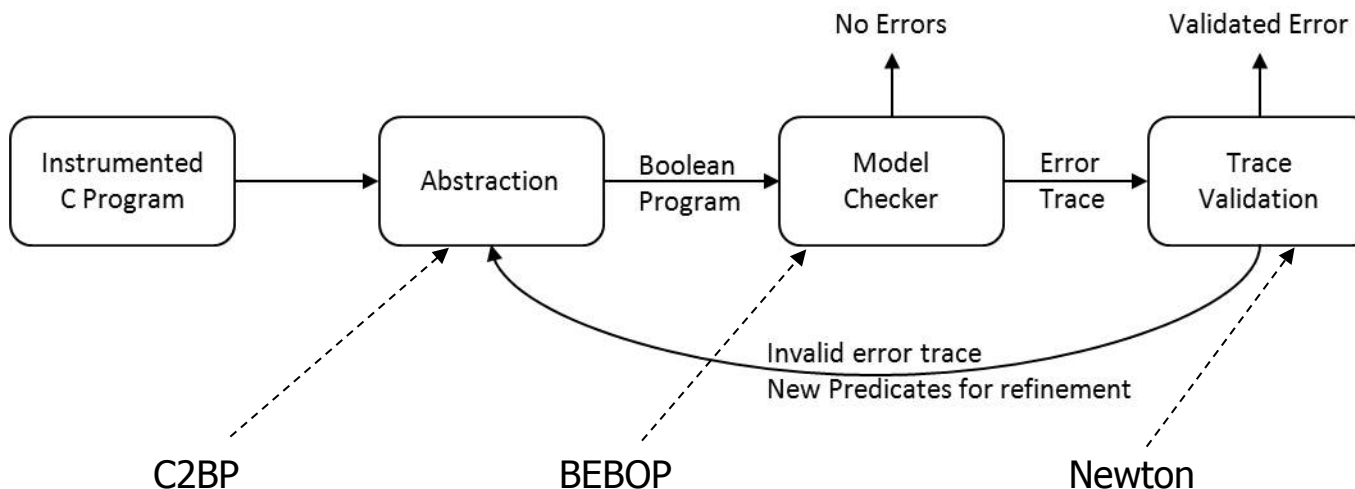 No Errors
Validated Error
Instrumented
C Program
Abstraction
Boolean
Program
Model
Checker
Error
Trace
Trace
Validation
Invalid error trace
New Predicates for refinement
C2BP
BEBOP
Newton